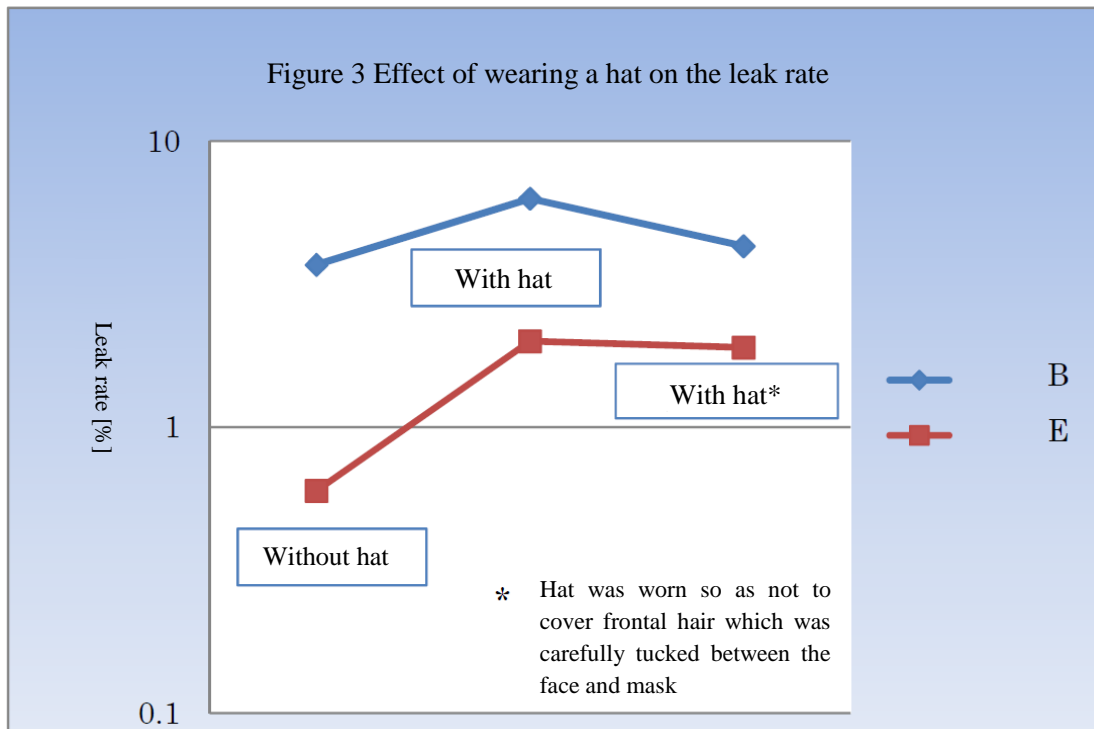 Figure 3 Effect of wearing a hat on the leak rate
10
With hat
Leak rate [%]
With hat*
B
1
E
Without hat
* Hat was worn so as not to
cover frontal hair which was
carefully tucked between the
face and mask
0.1